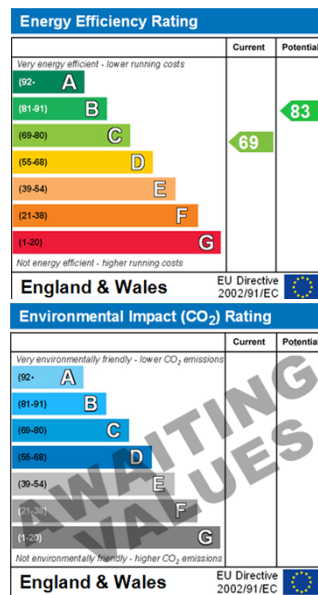 Energy Efficiency Rating
Current Potential
Very energy efficient - lower running costs
(92- A
(81-91) B
83
(69-80) C
69
(55-68) D
(39-54) E
(21-38) F
(1-20) G
Not energy efficient - higher running costs
England & Wales
EU Directive
2002/91/EC
Environmental Impact (CO₂) Rating
Current Potential
Very environmentally friendly - lower CO₂ emissions
(92- A
(81-91) B
(69-80) C
(55-68) D
(39-54) E
(21-38) F
(1-20) G
AWAITING
VALUES
Not environmentally friendly - higher CO₂ emissions
England & Wales
EU Directive
2002/91/EC